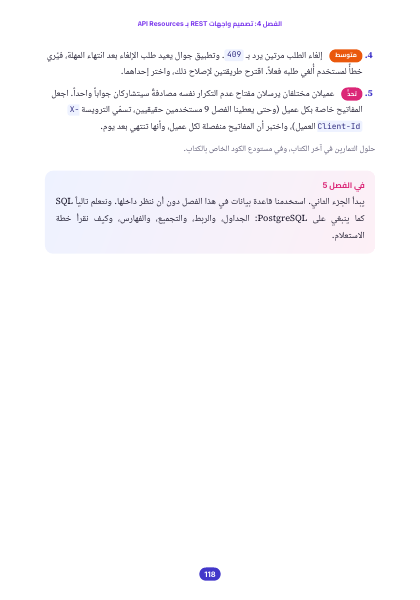 الفصل 4: تصميم واجهات REST بـ API Resources
4. متوسط إلغاء الطلب مرتين يرد بـ 409. وتطبيق جوال يعيد طلب الإلغاء بعد انتهاء المهلة، فيُري
خطأً لمستخدم أُلغي طلبه فعلاً. اقترح طريقتين لإصلاح ذلك، واختر إحداهما.
5. تحدٍّ عميلان مختلفان يرسلان مفتاح عدم التكرار نفسه مصادفةً سيتشاركان جواباً واحداً. اجعل
المفاتيح خاصة بكل عميل (وحتى يعطينا الفصل 9 مستخدمين حقيقيين، تسمّي الترويسة X-
Client-Id العميل)، واختبر أن المفاتيح منفصلة لكل عميل، وأنها تنتهي بعد يوم.
حلول التمارين في آخر الكتاب، وفي مستودع الكود الخاص بالكتاب.
في الفصل 5
يبدأ الجزء الثاني. استخدمنا قاعدة بيانات في هذا الفصل دون أن ننظر داخلها. ونتعلم تالياً SQL
كما ينبغي على PostgreSQL: الجداول، والربط، والتجميع، والفهارس، وكيف نقرأ خطة
الاستعلام.
118